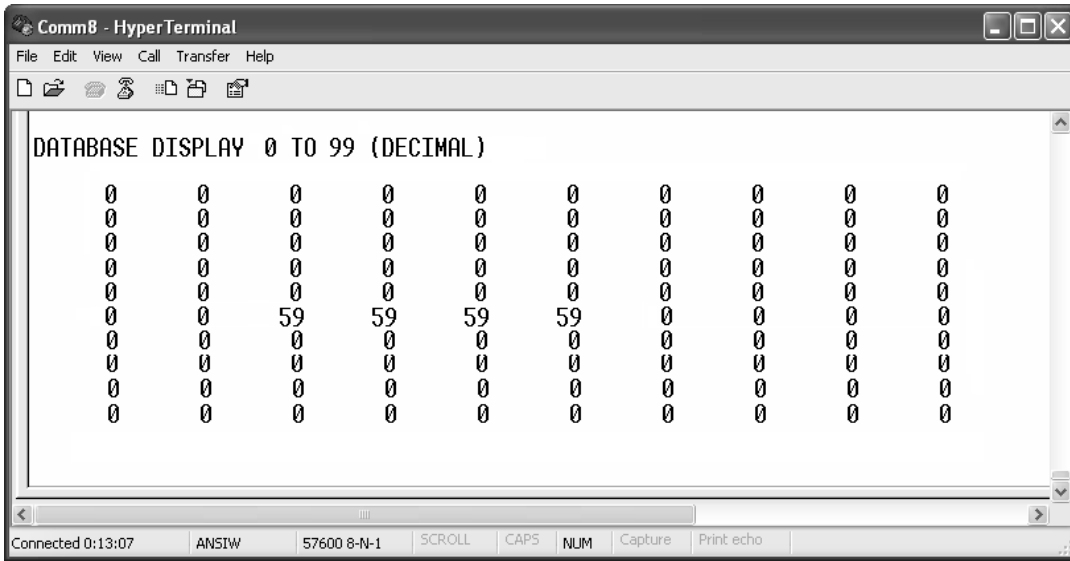 Comm8 - HyperTerminal
File Edit View Call Transfer Help
DATABASE DISPLAY 0 TO 99 (DECIMAL)
0 0 0 0 0 0 0 0 0 0
0 0 0 0 0 0 0 0 0 0
0 0 0 0 0 0 0 0 0 0
0 0 0 0 0 0 0 0 0 0
0 0 0 0 0 0 0 0 0 0
0 0 59 59 59 59 0 0 0 0
0 0 0 0 0 0 0 0 0 0
0 0 0 0 0 0 0 0 0 0
0 0 0 0 0 0 0 0 0 0
0 0 0 0 0 0 0 0 0 0
Connected 0:13:07 ANSIW 57600 8-N-1 SCROLL CAPS NUM Capture Print echo